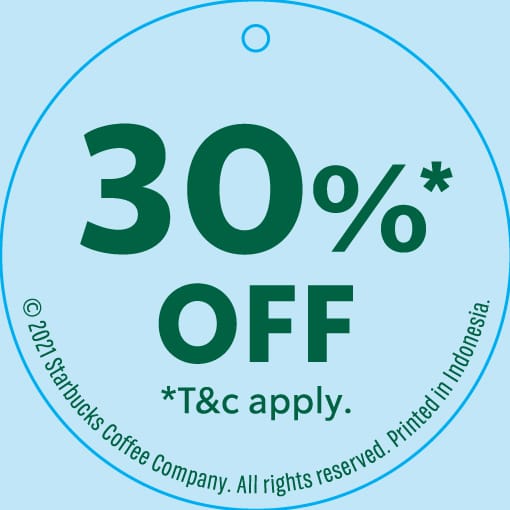 30%*
OFF
*T&c apply.
© 2021 Starbucks Coffee Company. All rights reserved. Printed in Indonesia.